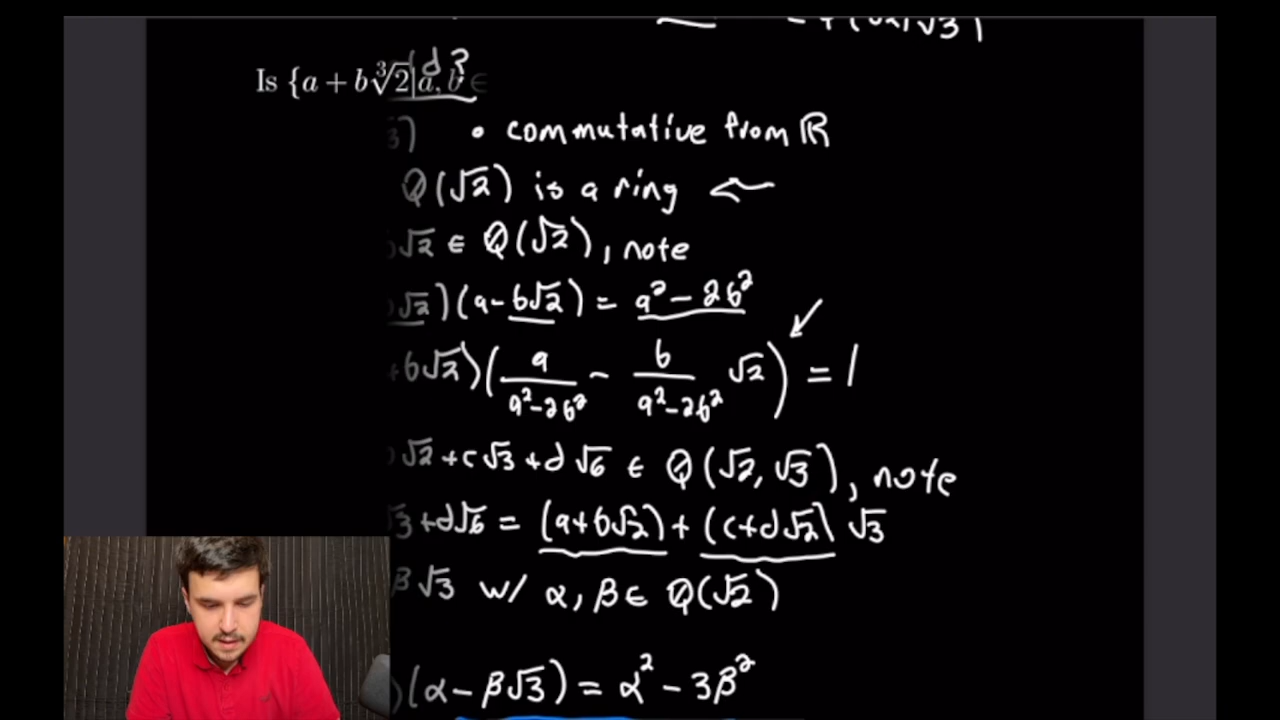 Is {a + b∛2|a, b ∈
d?
• commutative from ℝ
ℚ(√2) is a ring ←
√2 ∈ ℚ(√2), note
√2)(a-b√2) = a² - 2b²
+b√2)(a/(a²-2b²) - b/(a²-2b²) √2) = 1
√2 + c√3 + d√6 ∈ ℚ(√2, √3), note
√3 + d√6 = (a+b√2) + (c+d√2) √3
β√3 w/ α, β ∈ ℚ(√2)
)(α - β√3) = α² - 3β²